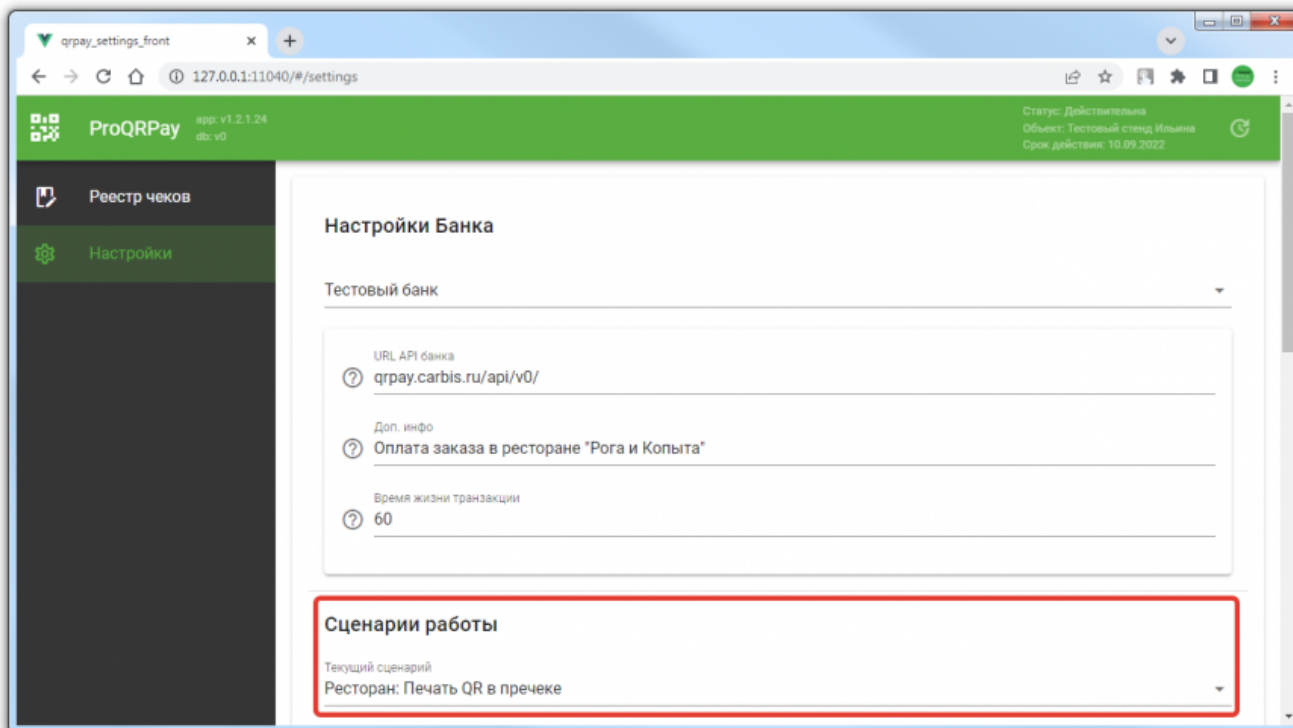 qrpay_settings_front
127.0.0.1:11040/#/settings
ProQRPay
app: v1.2.1.24
db: v0
Статус: Действительна
Объект: Тестовый стенд Ильина
Срок действия: 10.09.2022
Реестр чеков
Настройки
Настройки Банка
Тестовый банк
URL API банка
qrpay.carbis.ru/api/v0/
Доп. инфо
Оплата заказа в ресторане "Рога и Копыта"
Время жизни транзакции
60
Сценарии работы
Текущий сценарий
Ресторан: Печать QR в пречеке